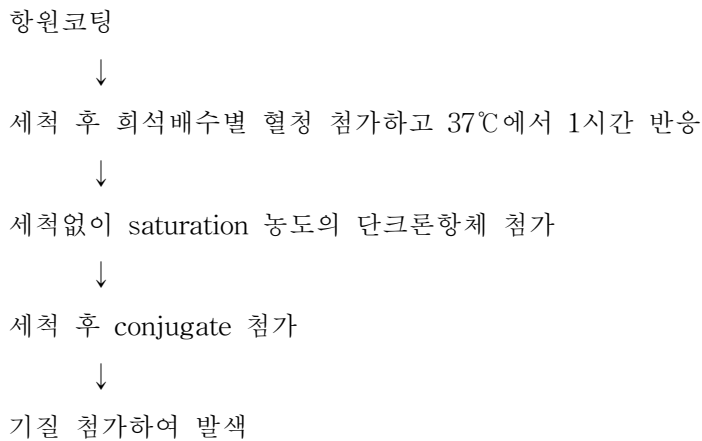 항원코팅
↓
세척 후 희석배수별 혈청 첨가하고 37℃에서 1시간 반응
↓
세척없이 saturation 농도의 단크론항체 첨가
↓
세척 후 conjugate 첨가
↓
기질 첨가하여 발색